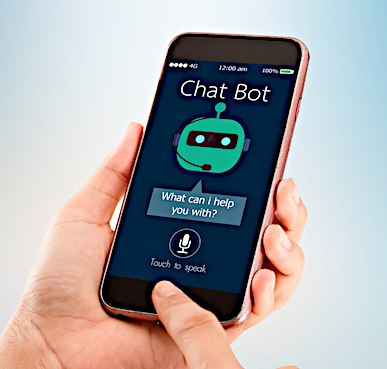 4G 12:00 am 100%
Chat Bot
What can i help
you with?
Touch to speak